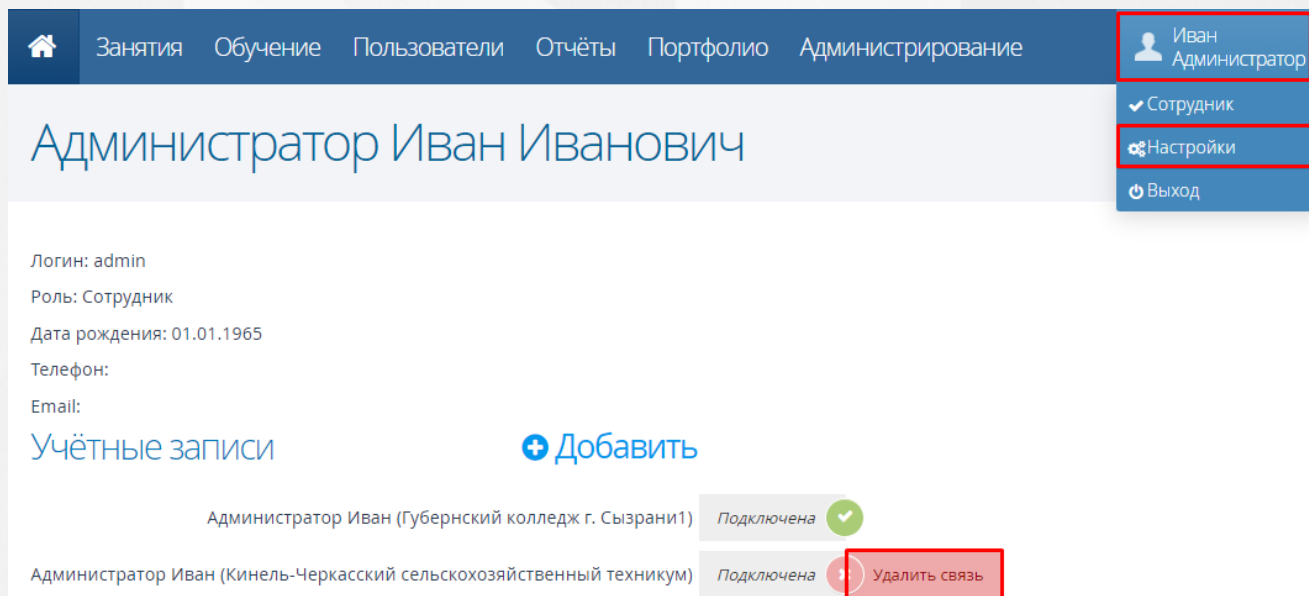 Занятия Обучение Пользователи Отчёты Портфолио Администрирование
Иван
Администратор
Сотрудник
Настройки
Выход
Администратор Иван Иванович
Логин: admin
Роль: Сотрудник
Дата рождения: 01.01.1965
Телефон:
Email:
Учётные записи Добавить
Администратор Иван (Губернский колледж г. Сызрани1) Подключена
Администратор Иван (Кинель-Черкасский сельскохозяйственный техникум) Подключена Удалить связь